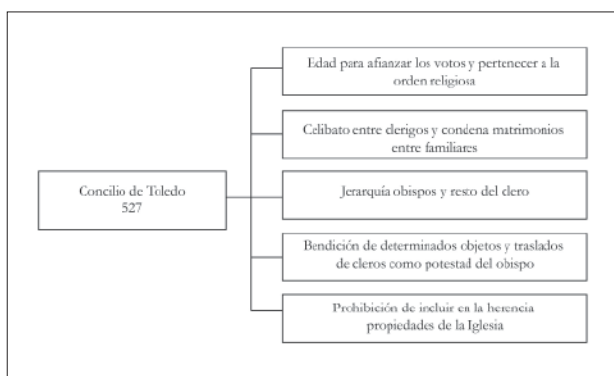 Edad para afianzar los votos y pertenecer a la
orden religiosa
Celibato entre clerigos y condena matrimonios
entre familiares
Concilio de Toledo
527
Jerarquía obispos y resto del clero
Bendición de determinados objetos y traslados
de cleros como potestad del obispo
Prohibición de incluir en la herencia
propiedades de la Iglesia